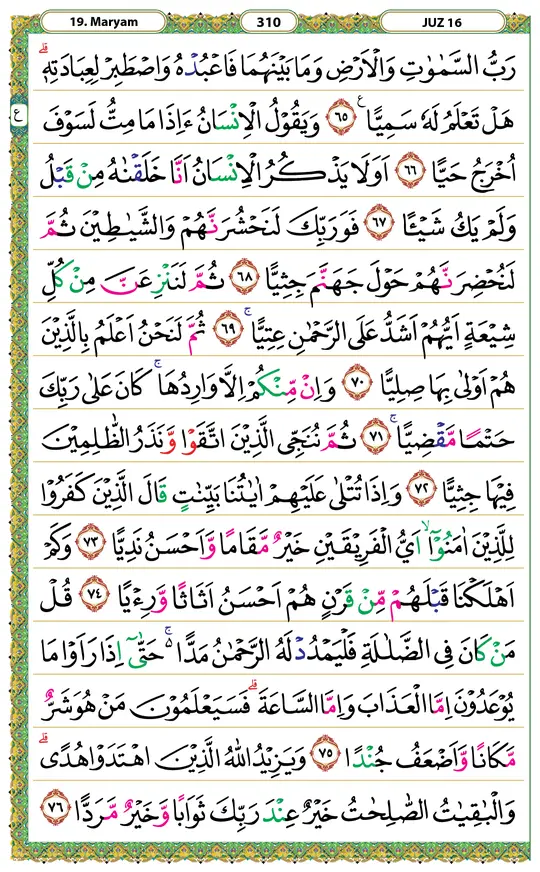 19. Maryam
310
JUZ 16
رَبُّ السَّمٰوٰتِ وَالْاَرْضِ وَمَا بَيْنَهُمَا فَاعْبُدْهُ وَاصْطَبِرْ لِعِبَادَتِهٖۗ
ع
هَلْ تَعْلَمُ لَهٗ سَمِيًّا ࣖ ٦٥ وَيَقُوْلُ الْاِنْسَانُ ءَاِذَا مَا مِتُّ لَسَوْفَ
اُخْرَجُ حَيًّا ٦٦ اَوَلَا يَذْكُرُ الْاِنْسَانُ اَنَّا خَلَقْنٰهُ مِنْ قَبْلُ
وَلَمْ يَكُ شَيْـًٔا ٦٧ فَوَرَبِّكَ لَنَحْشُرَنَّهُمْ وَالشَّيٰطِيْنَ ثُمَّ
لَنُحْضِرَنَّهُمْ حَوْلَ جَهَنَّمَ جِثِيًّا ٦٨ ثُمَّ لَنَنْزِعَنَّ مِنْ كُلِّ
شِيْعَةٍ اَيُّهُمْ اَشَدُّ عَلَى الرَّحْمٰنِ عِتِيًّا ۚ ٦٩ ثُمَّ لَنَحْنُ اَعْلَمُ بِالَّذِيْنَ
هُمْ اَوْلٰى بِهَا صِلِيًّا ٧٠ وَاِنْ مِّنْكُمْ اِلَّا وَارِدُهَا ۚ كَانَ عَلٰى رَبِّكَ
حَتْمًا مَّقْضِيًّا ۚ ٧١ ثُمَّ نُنَجِّى الَّذِيْنَ اتَّقَوْا وَّنَذَرُ الظّٰلِمِيْنَ
فِيْهَا جِثِيًّا ٧٢ وَاِذَا تُتْلٰى عَلَيْهِمْ اٰيٰتُنَا بَيِّنٰتٍ قَالَ الَّذِيْنَ كَفَرُوْا
لِلَّذِيْنَ اٰمَنُوْٓاۙ اَيُّ الْفَرِيْقَيْنِ خَيْرٌ مَّقَامًا وَّاَحْسَنُ نَدِيًّا ٧٣ وَكَمْ
اَهْلَكْنَا قَبْلَهُمْ مِّنْ قَرْنٍ هُمْ اَحْسَنُ اَثَاثًا وَّرِءْيًا ٧٤ قُلْ
مَنْ كَانَ فِى الضَّلٰلَةِ فَلْيَمْدُدْ لَهُ الرَّحْمٰنُ مَدًّا ۚ ە حَتّٰىٓ اِذَا رَاَوْا مَا
يُوْعَدُوْنَ اِمَّا الْعَذَابَ وَاِمَّا السَّاعَةَ ۗ فَسَيَعْلَمُوْنَ مَنْ هُوَ شَرٌّ
مَّكَانًا وَّاَضْعَفُ جُنْدًا ٧٥ وَيَزِيْدُ اللّٰهُ الَّذِيْنَ اهْتَدَوْا هُدًىۗ
وَالْبٰقِيٰتُ الصّٰلِحٰتُ خَيْرٌ عِنْدَ رَبِّكَ ثَوَابًا وَّخَيْرٌ مَّرَدًّا ٧٦